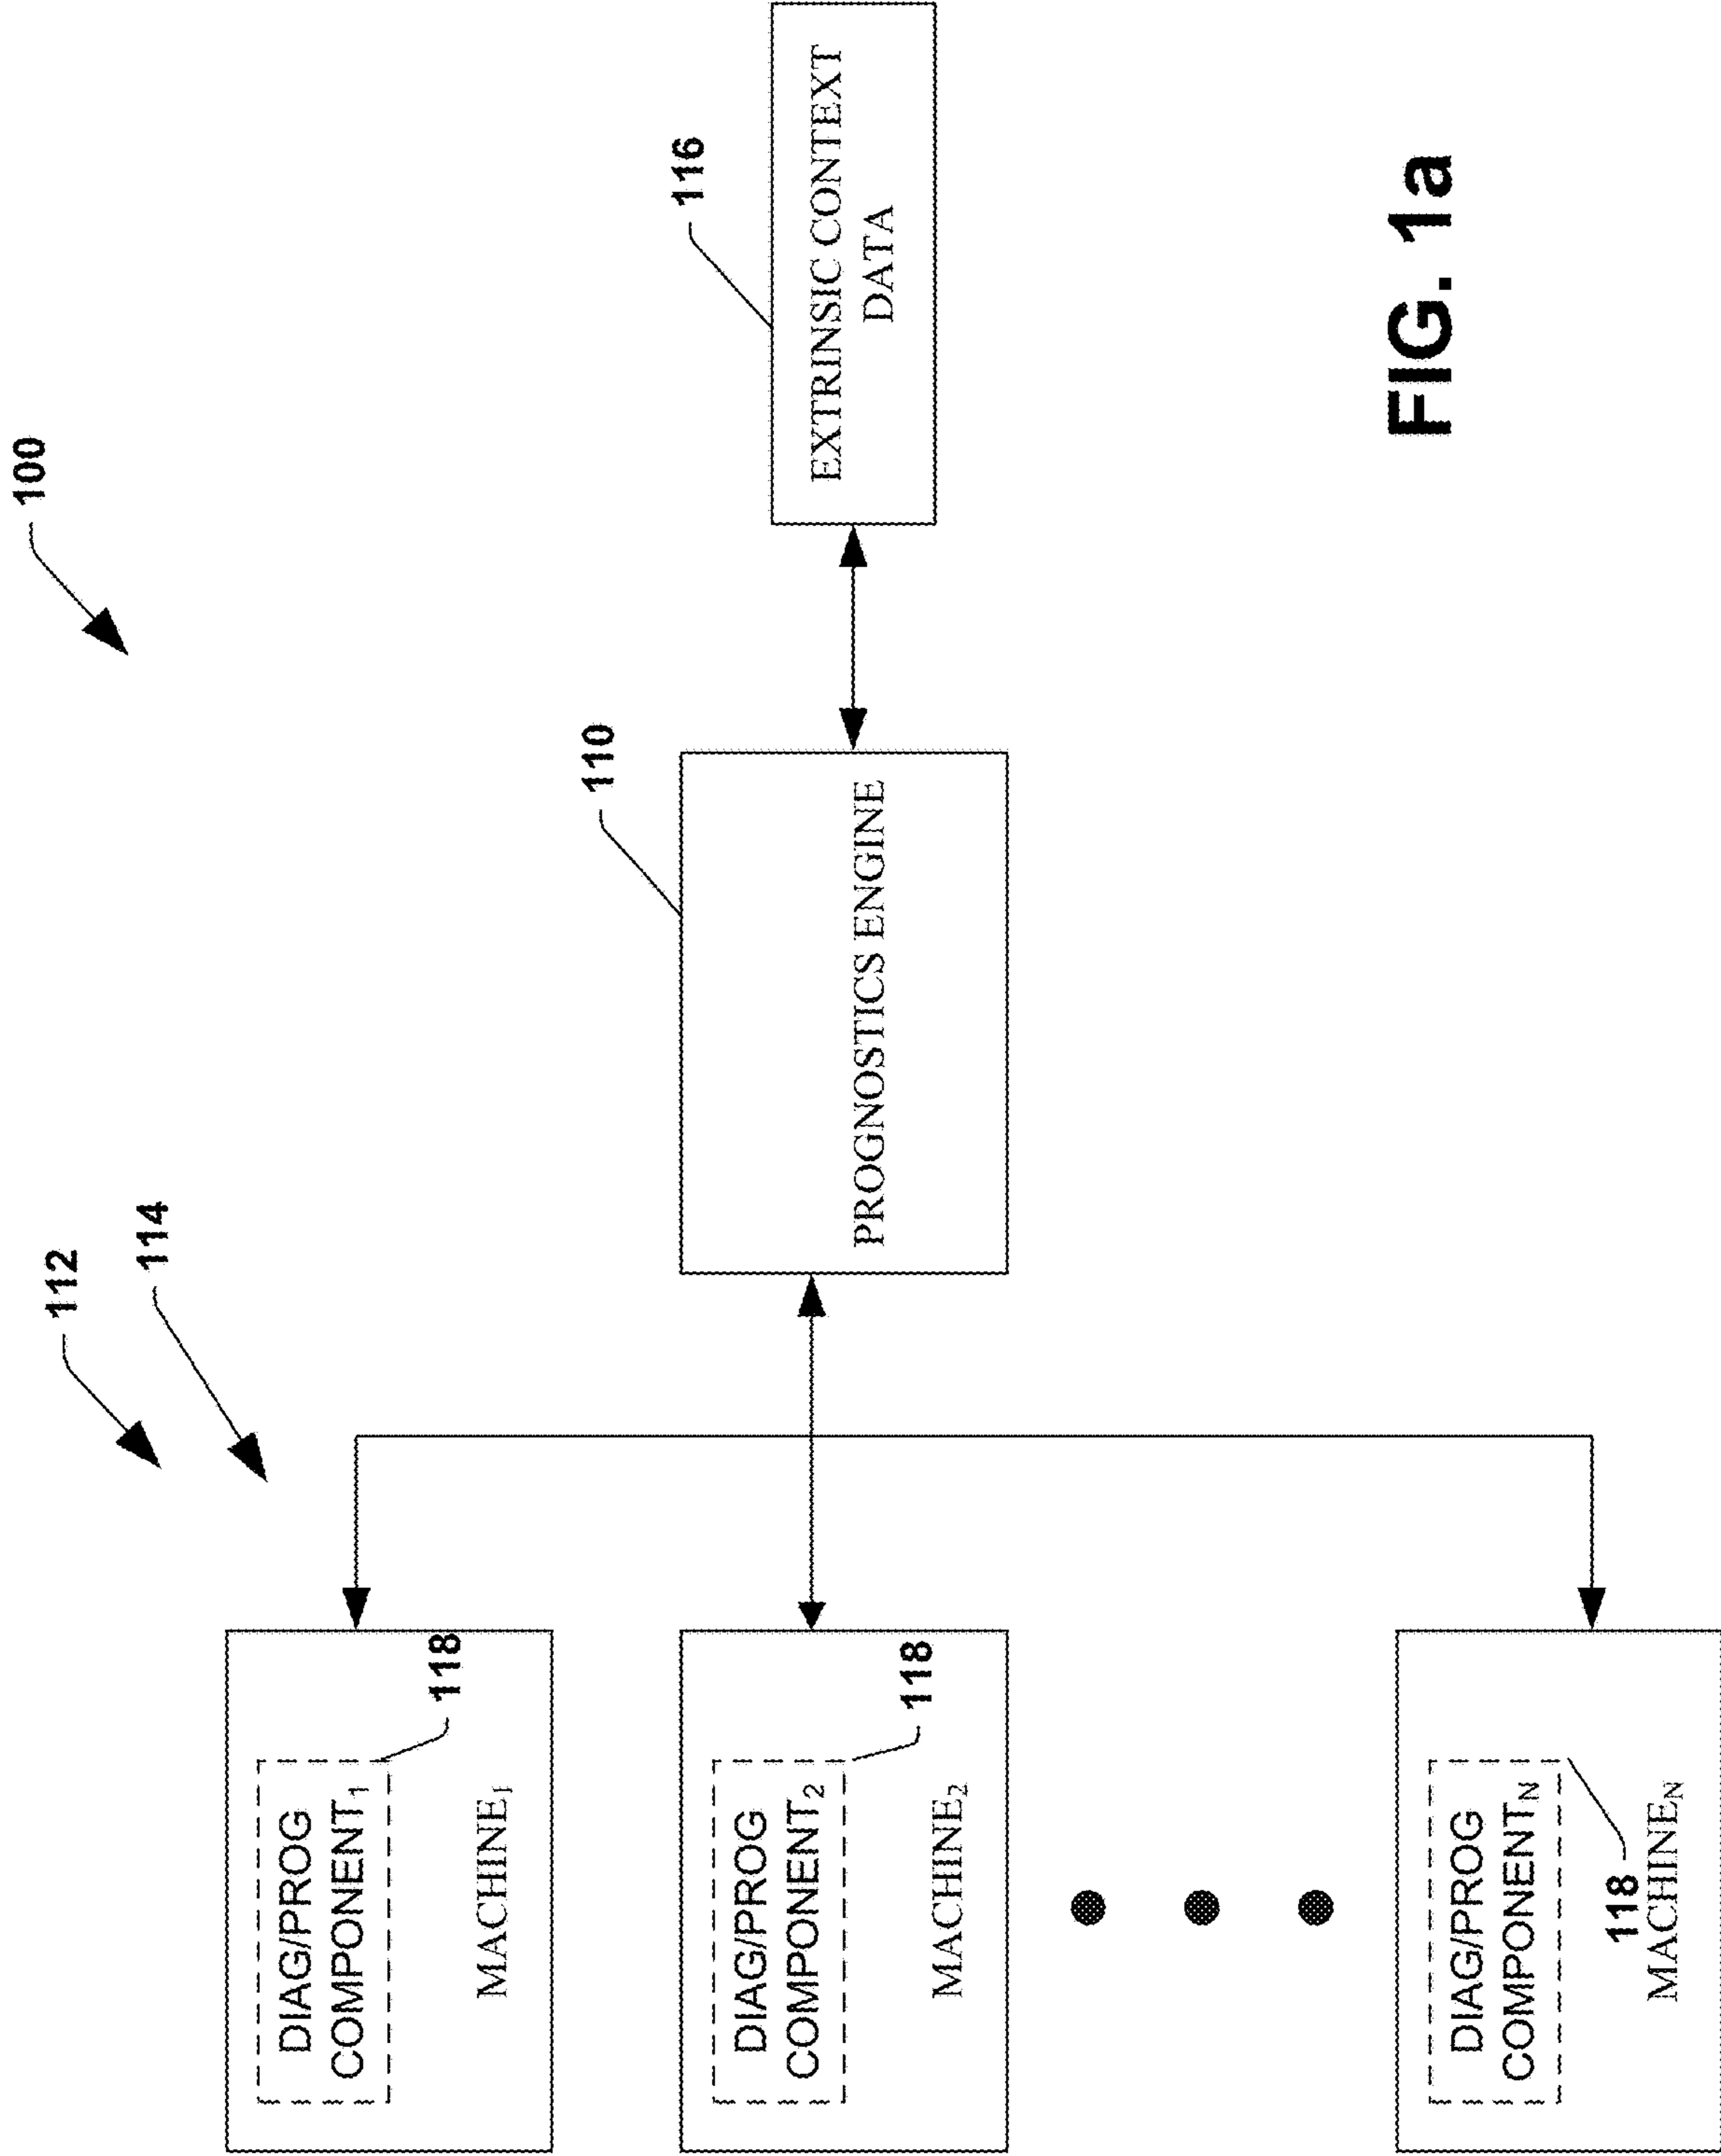 100
112
114
DIAG/PROG
COMPONENT₁
118
MACHINE₁
110
PROGNOSTICS ENGINE
116
EXTRINSIC CONTEXT
DATA
DIAG/PROG
COMPONENT₂
118
MACHINE₂
DIAG/PROG
COMPONENTN
118
MACHINEN
FIG. 1a